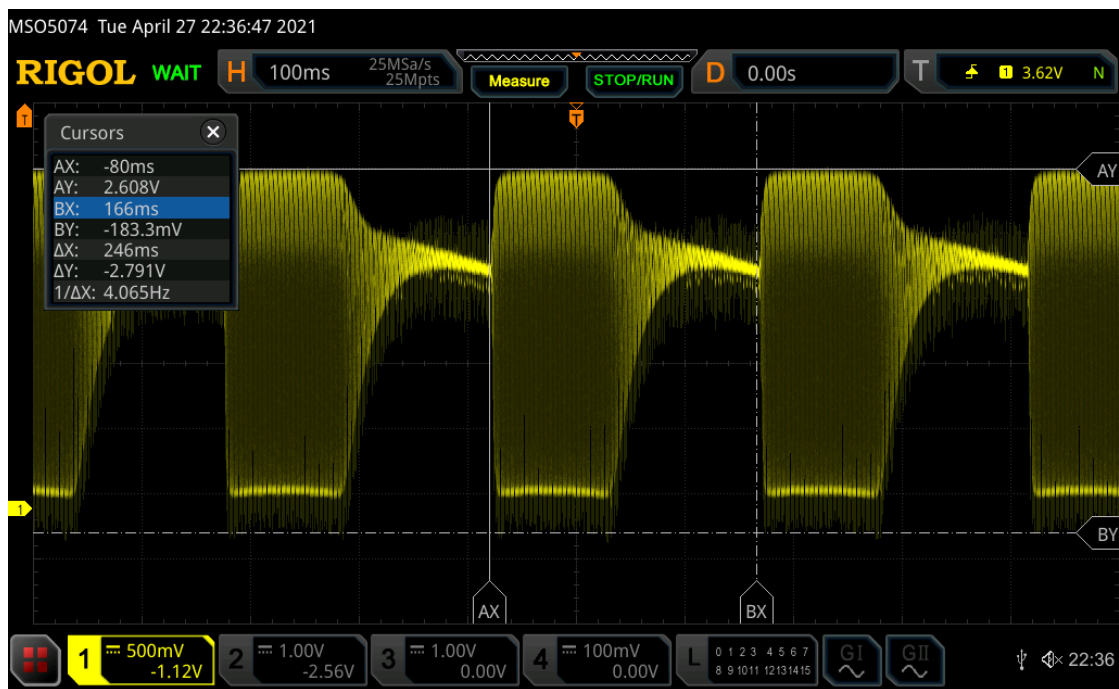 MSO5074 Tue April 27 22:36:47 2021
RIGOL WAIT H 100ms 25MSa/s 25Mpts Measure STOP/RUN D 0.00s T 1 3.62V N
T
T
Cursors
AX: -80ms
AY: 2.608V
BX: 166ms
BY: -183.3mV
ΔX: 246ms
ΔY: -2.791V
1/ΔX: 4.065Hz
AY
1
BY
AX BX
1 500mV -1.12V
2 1.00V -2.56V
3 1.00V 0.00V
4 100mV 0.00V
L 0 1 2 3 4 5 6 7
8 9 10 11 12 13 14 15
GI GII
22:36